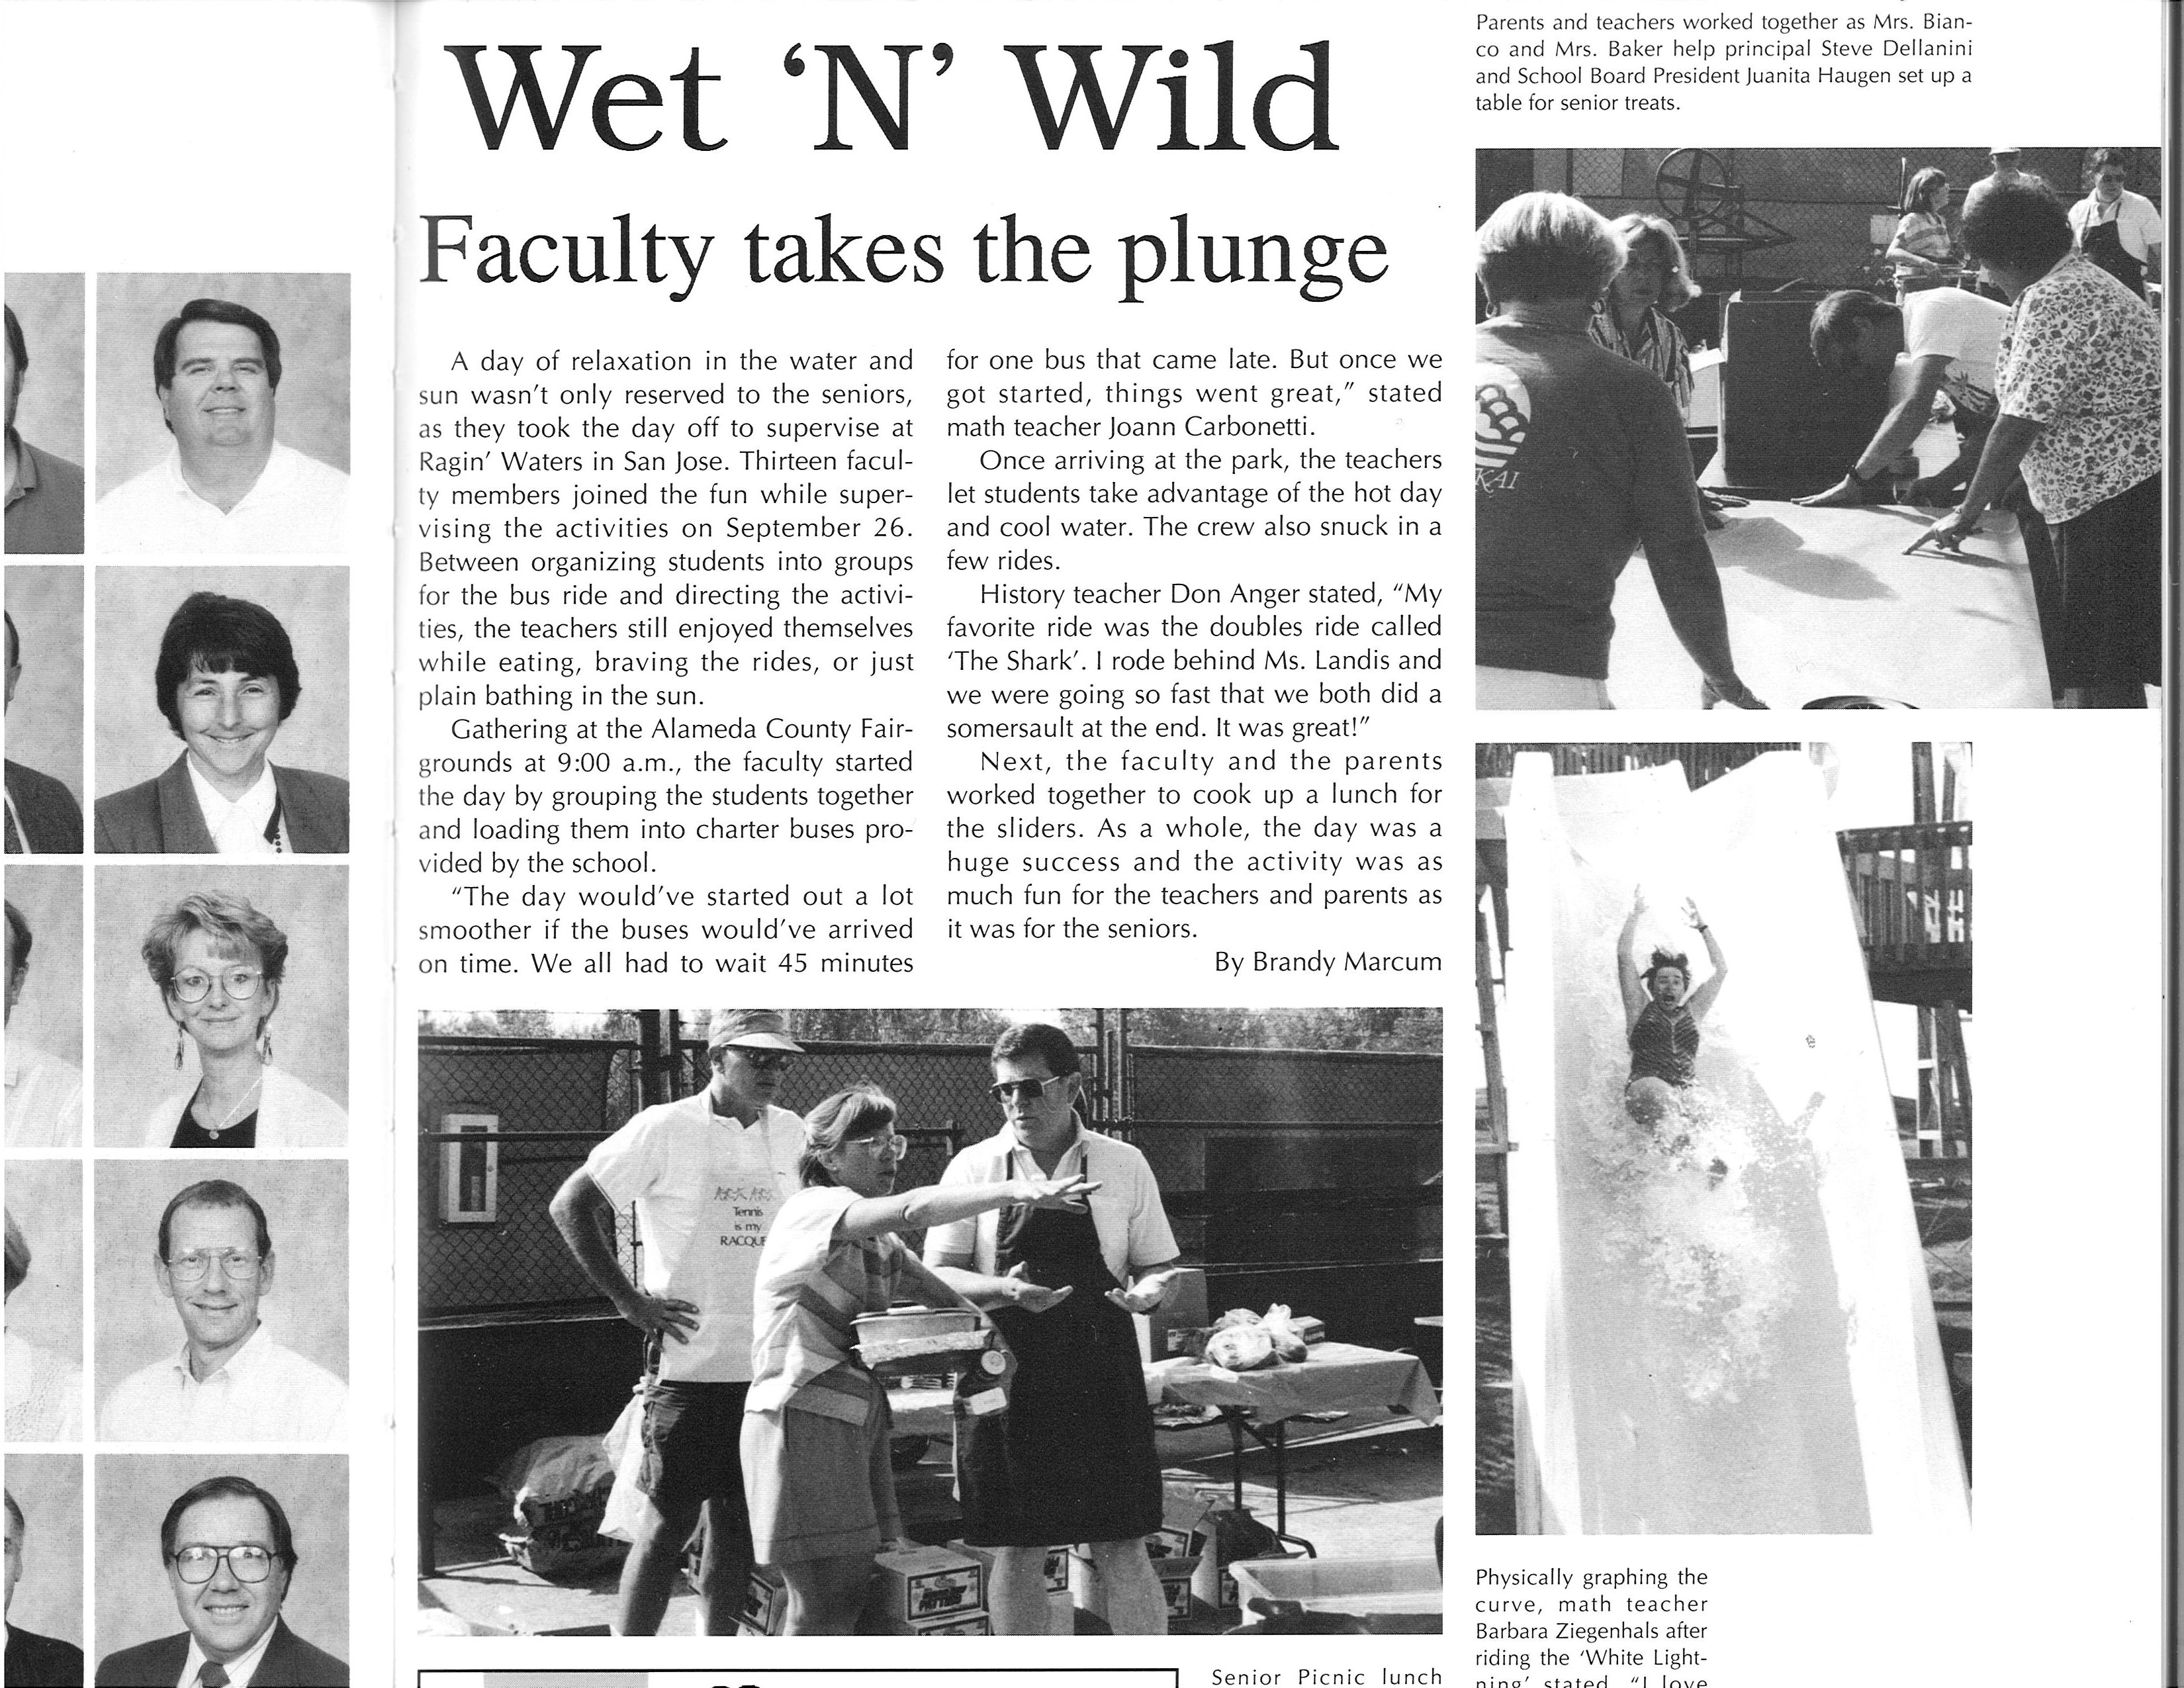 Wet ‘N’ Wild
Faculty takes the plunge
A day of relaxation in the water and
sun wasn’t only reserved to the seniors,
as they took the day off to supervise at
Ragin’ Waters in San Jose. Thirteen facul-
ty members joined the fun while super-
vising the activities on September 26.
Between organizing students into groups
for the bus ride and directing the activi-
ties, the teachers still enjoyed themselves
while eating, braving the rides, or just
plain bathing in the sun.
Gathering at the Alameda County Fair-
grounds at 9:00 a.m., the faculty started
the day by grouping the students together
and loading them into charter buses pro-
vided by the school.
“The day would’ve started out a lot
smoother if the buses would’ve arrived
on time. We all had to wait 45 minutes
for one bus that came late. But once we
got started, things went great,” stated
math teacher Joann Carbonetti.
Once arriving at the park, the teachers
let students take advantage of the hot day
and cool water. The crew also snuck in a
few rides.
History teacher Don Anger stated, “My
favorite ride was the doubles ride called
‘The Shark’. I rode behind Ms. Landis and
we were going so fast that we both did a
somersault at the end. It was great!”
Next, the faculty and the parents
worked together to cook up a lunch for
the sliders. As a whole, the day was a
huge success and the activity was as
much fun for the teachers and parents as
it was for the seniors.
By Brandy Marcum
Parents and teachers worked together as Mrs. Bian-
co and Mrs. Baker help principal Steve Dellanini
and School Board President Juanita Haugen set up a
table for senior treats.
KAI
Tennis
is my
RACQUE
Physically graphing the
curve, math teacher
Barbara Ziegenhals after
riding the ‘White Light-
ning’ stated, “I love
Senior Picnic lunch